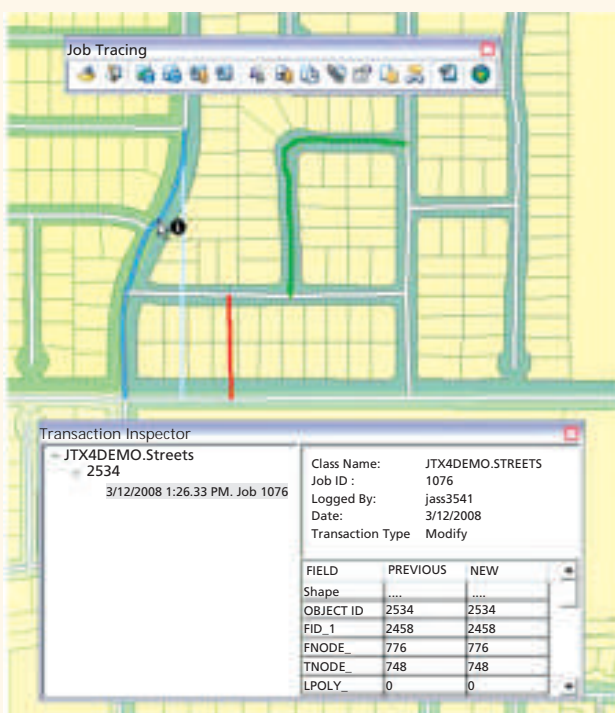 Job Tracing
Transaction Inspector
JTX4DEMO.Streets
2534
3/12/2008 1:26.33 PM. Job 1076
Class Name: JTX4DEMO.STREETS
Job ID : 1076
Logged By: jass3541
Date: 3/12/2008
Transaction Type Modify
FIELD PREVIOUS NEW
Shape .... ....
OBJECT ID 2534 2534
FID_1 2458 2458
FNODE_ 776 776
TNODE_ 748 748
LPOLY_ 0 0